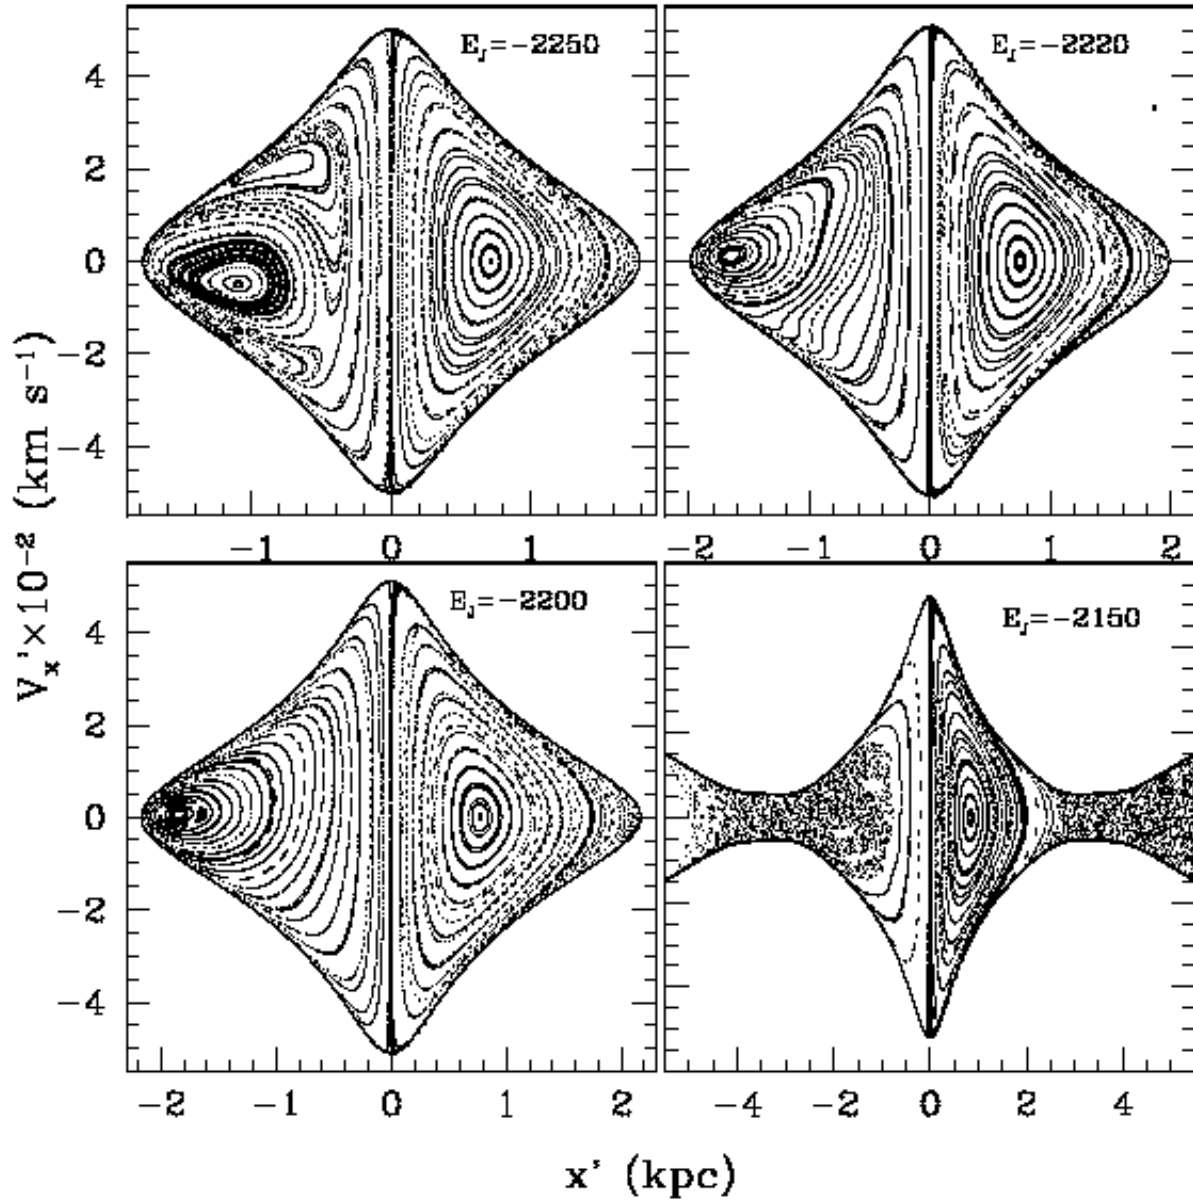 E_J=-2250 E_J=-2220
4
2
0
-2
-4
-1 0 1 -2 -1 0 1 2
E_J=-2200 E_J=-2150
4
2
0
-2
-4
-2 -1 0 1 2 -4 -2 0 2 4
V_x'×10⁻² (km s⁻¹)
x' (kpc)